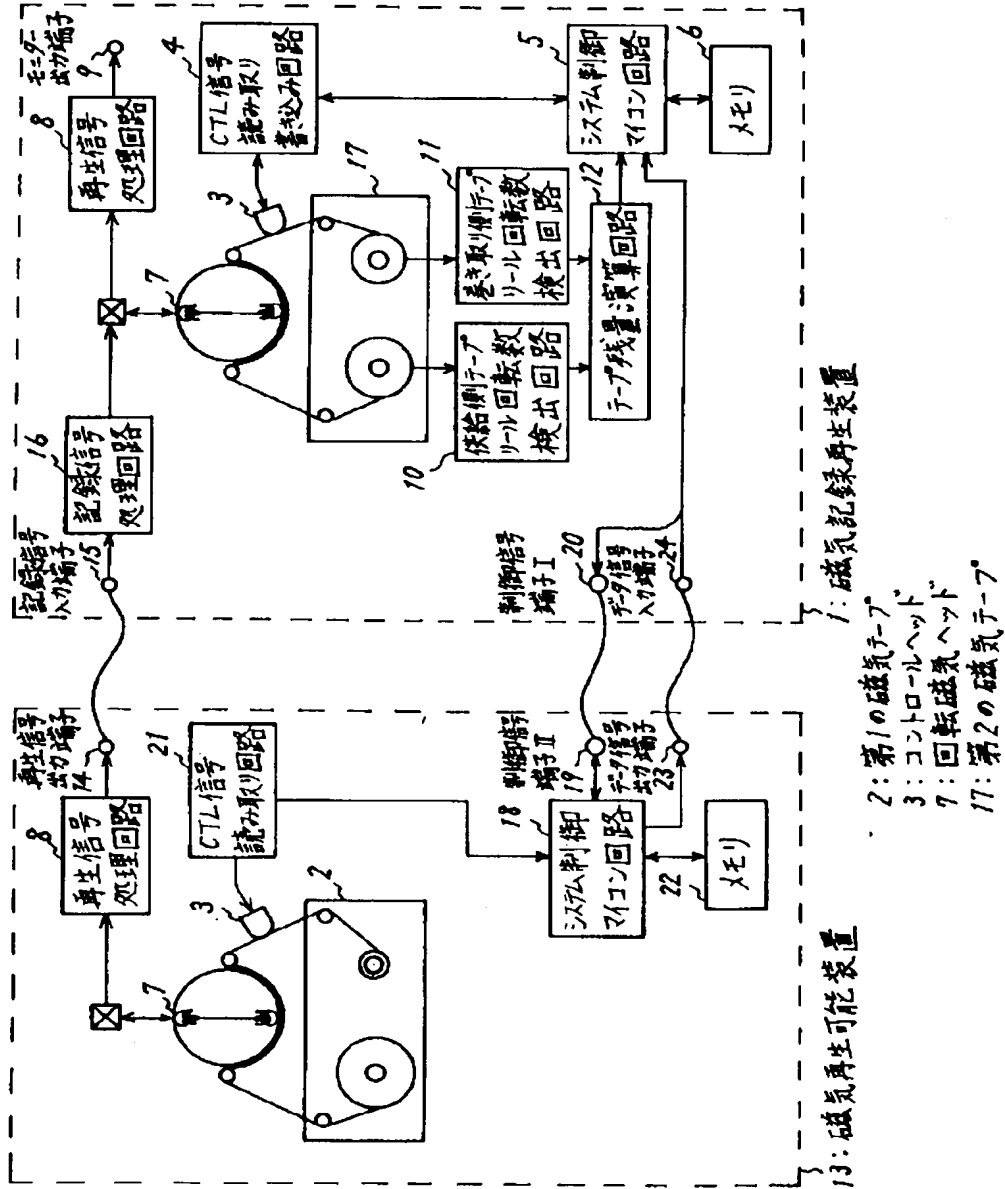 再生信号
出力端子
14
8
再生信号
処理回路
7
21
CTL信号
読み取り回路
3
2
制御信号
端子II
19
18
システム制御
マイコン回路
データ信号
出力端子
23
22
メモリ
13:磁気再生可能装置
記録信号
入力端子
15
16
記録信号
処理回路
8
再生信号
処理回路
モニター
出力端子
9
7
3
4
CTL信号
読み取り
書き込み回路
17
10
供給側テープ
リール回転数
検出回路
11
巻き取り側テープ
リール回転数
検出回路
12
テープ残量演算回路
5
システム制御
マイコン回路
6
メモリ
制御信号
端子I
20
データ信号
入力端子
24
1:磁気記録再生装置
2:第1の磁気テープ
3:コントロールヘッド
7:回転磁気ヘッド
17:第2の磁気テープ